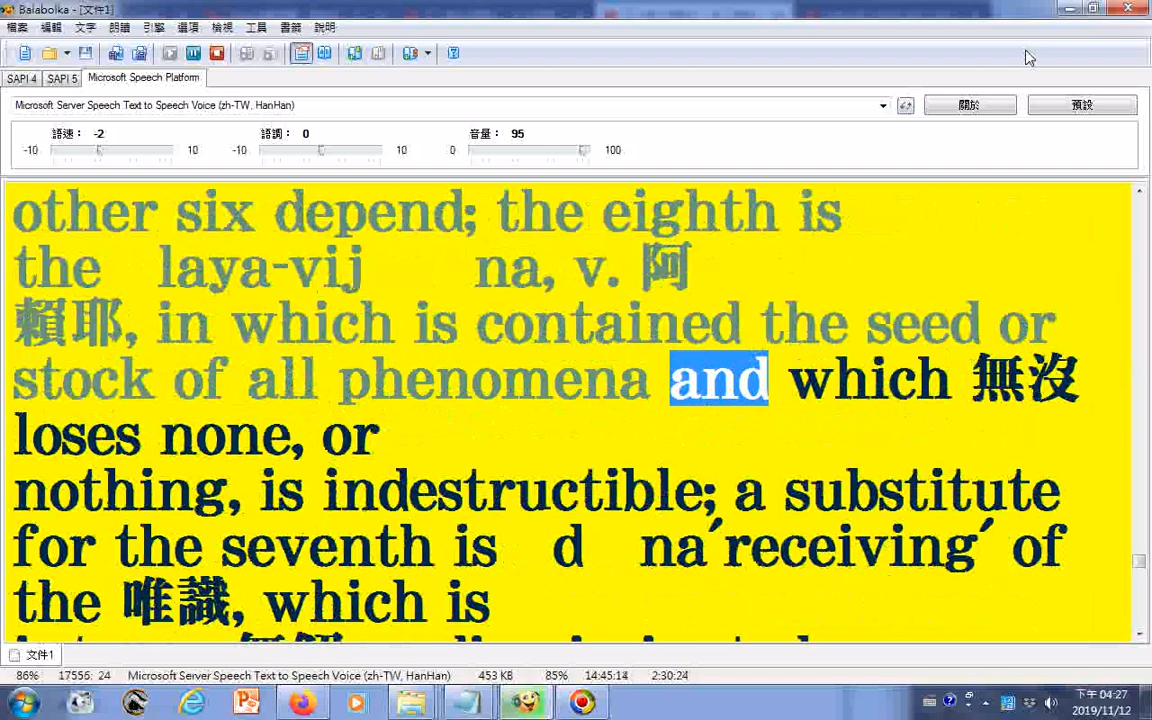 Balabolka - [文件1]
檔案 編輯 文字 朗讀 引擎 選項 檢視 工具 書籤 說明
SAPI 4 SAPI 5 Microsoft Speech Platform
Microsoft Server Speech Text to Speech Voice (zh-TW, HanHan) 關於 預設
語速： -2 語調： 0 音量： 95
-10 10 -10 10 0 100
other six depend; the eighth is
the laya-vij na, v. 阿
賴耶, in which is contained the seed or
stock of all phenomena and which 無沒
loses none, or
nothing, is indestructible; a substitute
for the seventh is d na´receiving´ of
the 唯識, which is
文件1
86% 17556: 24 Microsoft Server Speech Text to Speech Voice (zh-TW, HanHan) 453 KB 85% 14:45:14 2:30:24
下午 04:27
2019/11/12